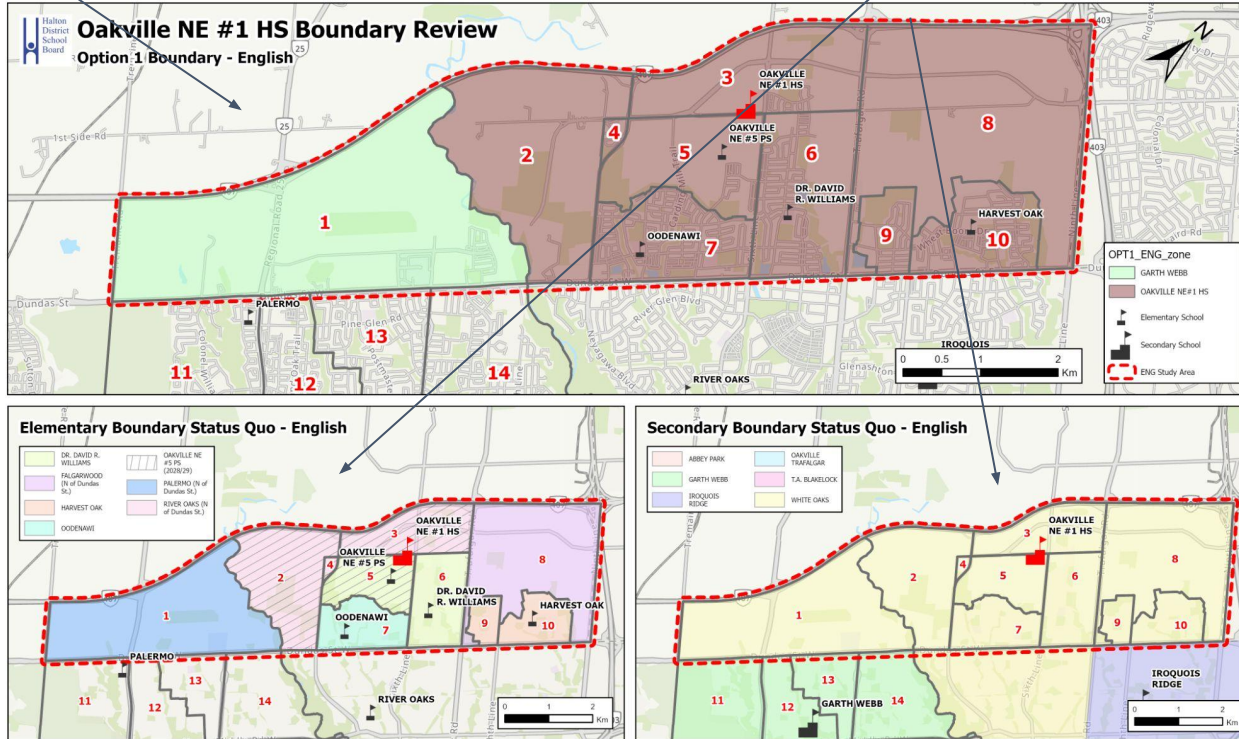 Halton
District
School
Board
Oakville NE #1 HS Boundary Review
Option 1 Boundary - English
403
25
1st Side Rd
25
3
OAKVILLE
NE #1 HS
4
OAKVILLE
NE #5 PS
2
5
6
8
403
1
DR. DAVID
R. WILLIAMS
OODENAWI
7
9
HARVEST OAK
10
Dundas St
PALERMO
Pine Glen Rd
13
River Glen Blvd
Neyagawa Blvd
11
12
14
RIVER OAKS
IROQUOIS
0 0.5 1 2
Km
OPT1_ENG_zone
GARTH WEBB
OAKVILLE NE#1 HS
Elementary School
Secondary School
ENG Study Area
Elementary Boundary Status Quo - English
DR. DAVID R.
WILLIAMS
FALGARWOOD
(N of Dundas
St.)
HARVEST OAK
OODENAWI
OAKVILLE NE
#5 PS
(2028/29)
PALERMO (N of
Dundas St.)
RIVER OAKS (N
of Dundas St.)
3
OAKVILLE
NE #1 HS
OAKVILLE
NE #5 PS
2
4
5
6
8
1
DR. DAVID
R. WILLIAMS
OODENAWI
7
9
HARVEST OAK
10
PALERMO
11
12
13
14
RIVER OAKS
0 1 2
Km
Secondary Boundary Status Quo - English
ABBEY PARK
GARTH WEBB
IROQUOIS
RIDGE
OAKVILLE
TRAFALGAR
T.A. BLAKELOCK
WHITE OAKS
3
OAKVILLE
NE #1 HS
2
4
5
6
8
1
7
9
10
11
12
13
14
GARTH WEBB
IROQUOIS
RIDGE
0 1 2
Km